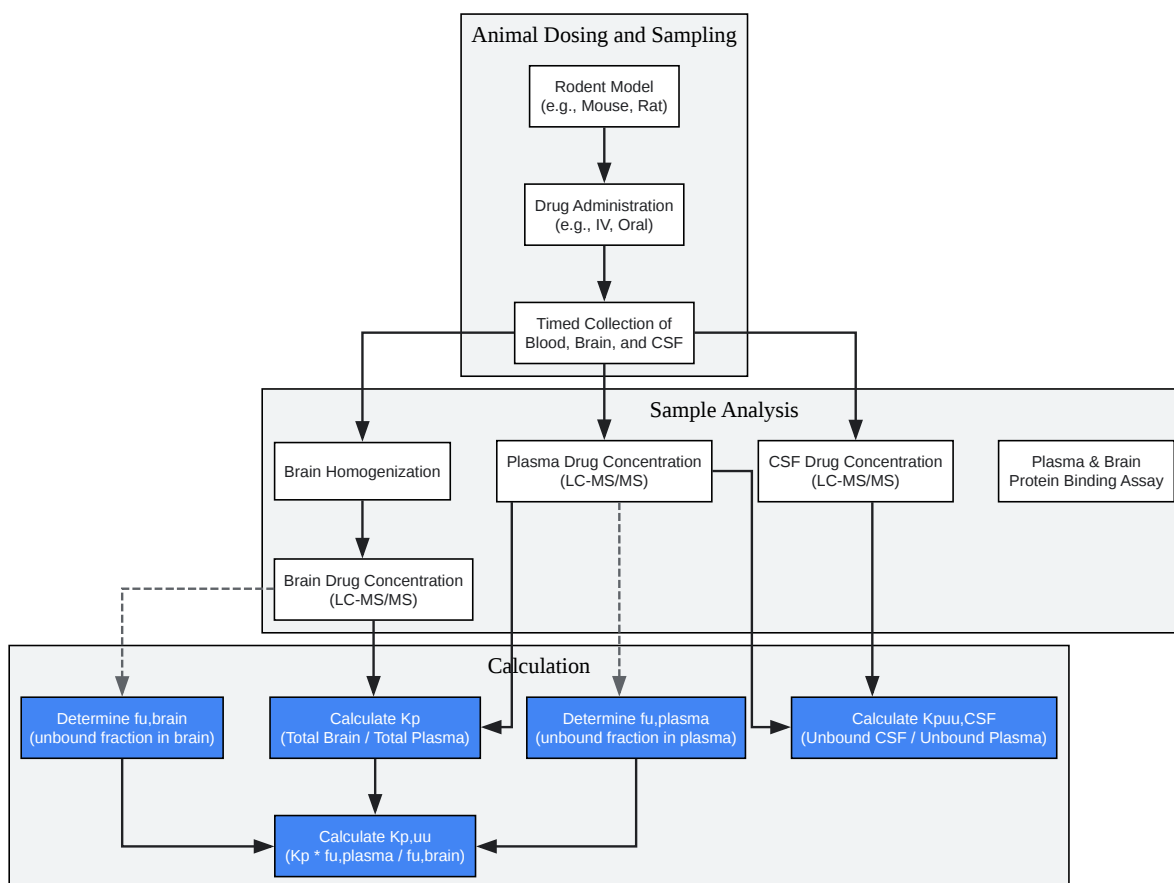 Animal Dosing and Sampling
Rodent Model
(e.g., Mouse, Rat)
Drug Administration
(e.g., IV, Oral)
Timed Collection of
Blood, Brain, and CSF
Sample Analysis
Brain Homogenization
Plasma Drug Concentration
(LC-MS/MS)
CSF Drug Concentration
(LC-MS/MS)
Plasma & Brain
Protein Binding Assay
Brain Drug Concentration
(LC-MS/MS)
Calculation
Determine fu,brain
(unbound fraction in brain)
Calculate Kp
(Total Brain / Total Plasma)
Determine fu,plasma
(unbound fraction in plasma)
Calculate Kpuu,CSF
(Unbound CSF / Unbound Plasma)
Calculate Kp,uu
(Kp * fu,plasma / fu,brain)